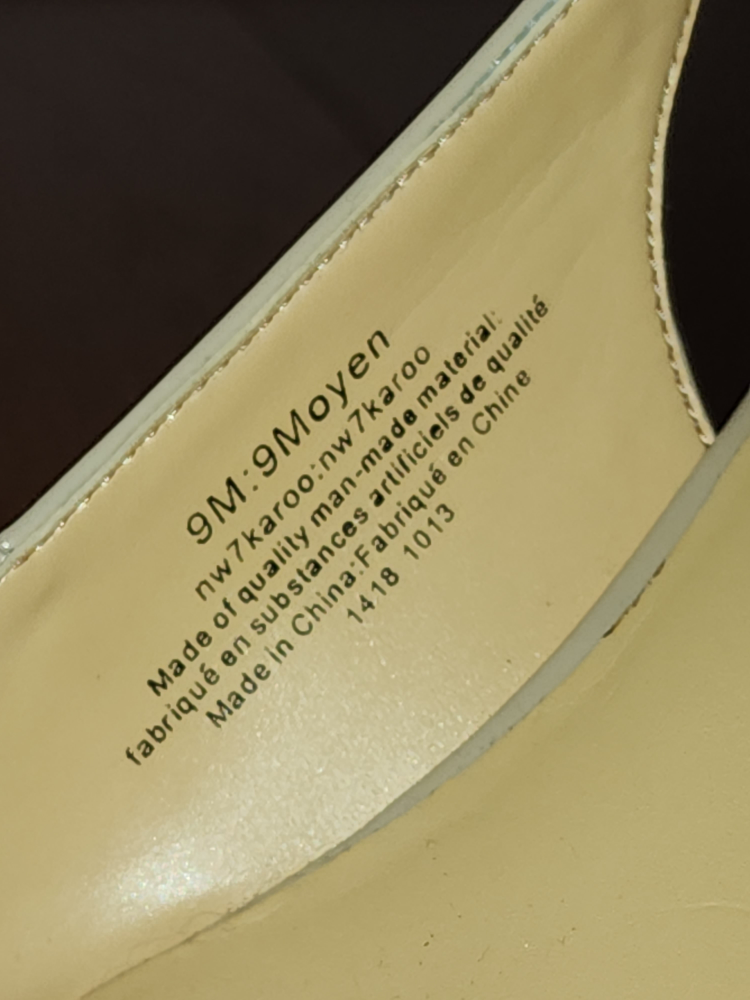 9M:9Moyen
nw7karoo:nw7karoo
Made of quality man-made material:
fabriqué en substances artificiels de qualité
Made in China:Fabriqué en Chine
1418 1013